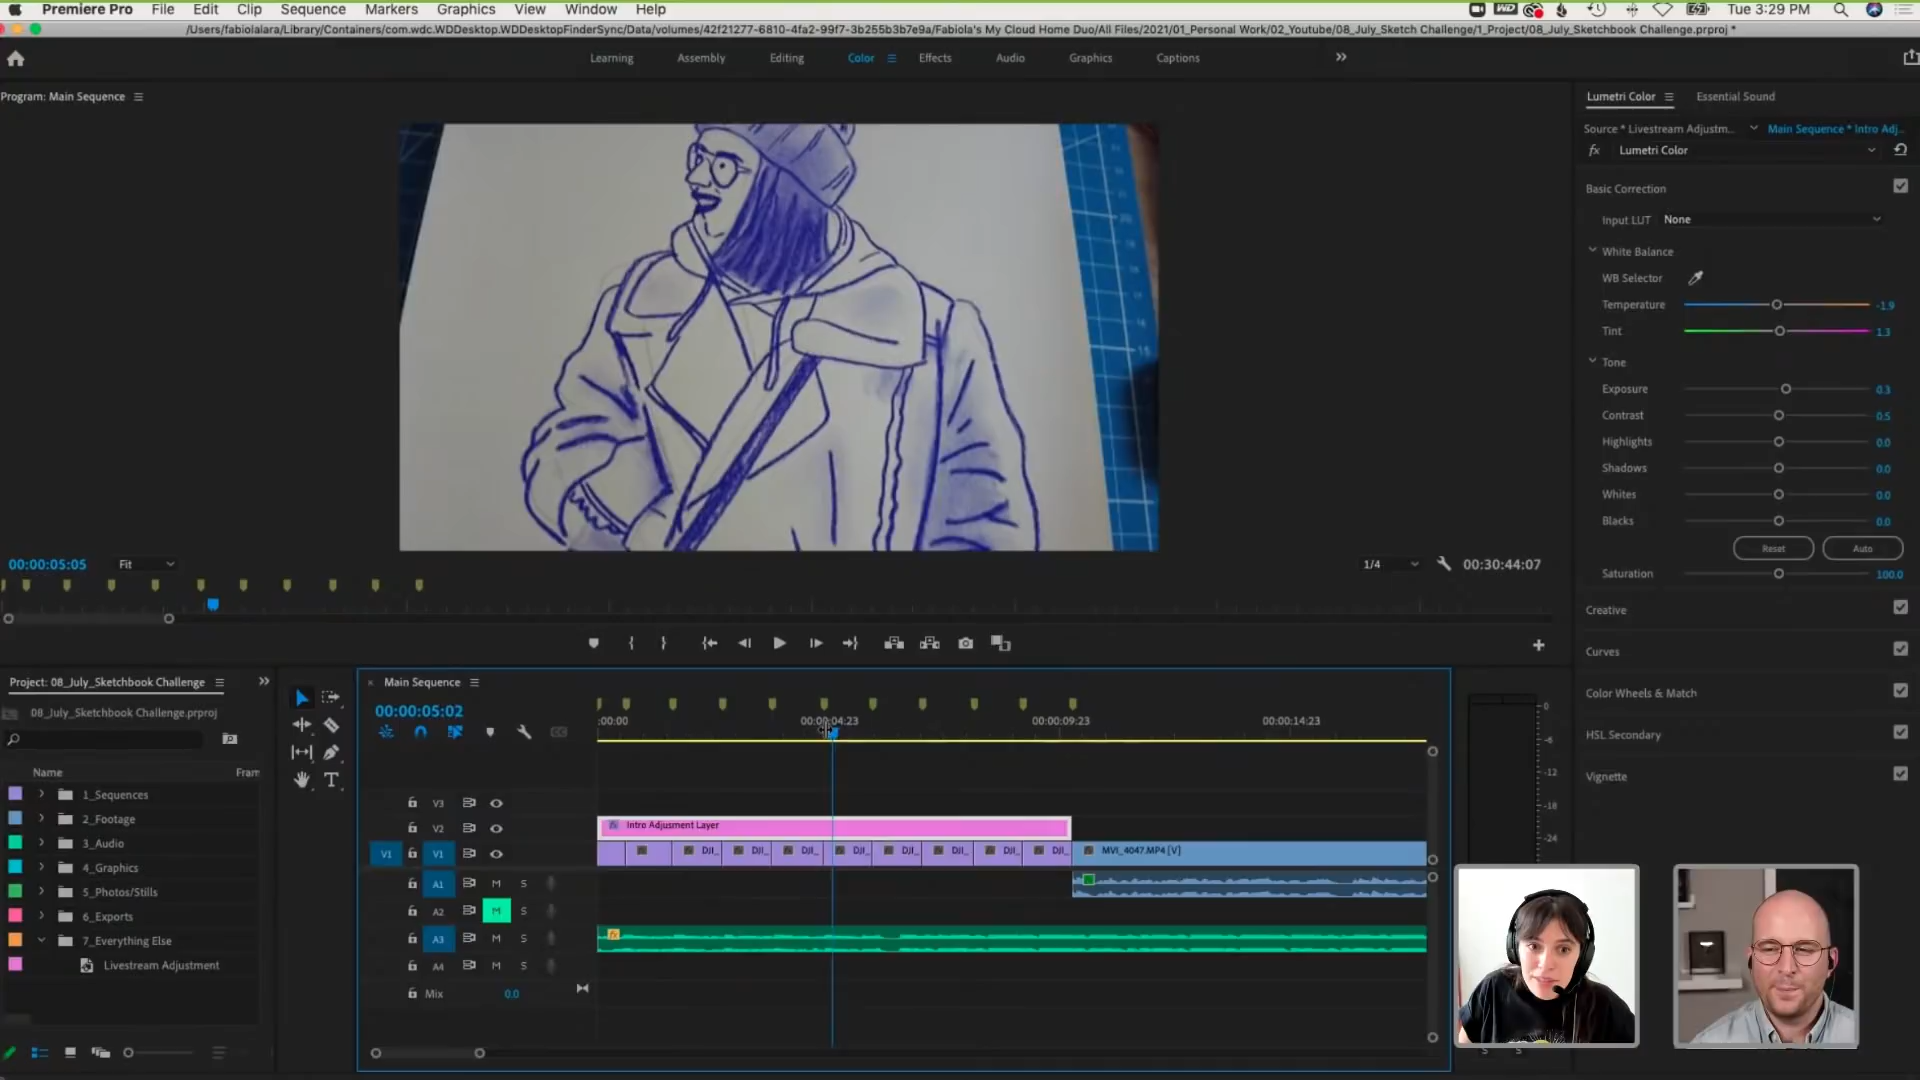 Premiere Pro File Edit Clip Sequence Markers Graphics View Window Help
WD
Tue 3:29 PM
/Users/fabiolalara/Library/Containers/com.wdc.WDDesktop.WDDesktopFinderSync/Data/volumes/42f21277-6810-4fa2-99f7-3b255b3b7e9a/Fabiola's My Cloud Home Duo/All Files/2021/01_Personal Work/02_Youtube/08_July_Sketch Challenge/1_Project/08_July_Sketchbook Challenge.prproj *
Learning Assembly Editing Color Effects Audio Graphics Captions
Program: Main Sequence
Lumetri Color Essential Sound
Source * Livestream Adjustm... Main Sequence * Intro Adj...
fx Lumetri Color
Basic Correction
Input LUT None
White Balance
WB Selector
Temperature -1.9
Tint 1.3
Tone
Exposure 0.3
Contrast 0.5
Highlights 0.0
Shadows 0.0
Whites 0.0
Blacks 0.0
Reset Auto
Saturation 100.0
Creative
Curves
Color Wheels & Match
HSL Secondary
Vignette
00:00:05:05 Fit 1/4 00:30:44:07
Project: 08_July_Sketchbook Challenge
08_July_Sketchbook Challenge.prproj
Name Fram
1_Sequences
2_Footage
3_Audio
4_Graphics
5_Photos/Stills
6_Exports
7_Everything Else
Livestream Adjustment
Main Sequence
00:00:05:02
:00:00 00:00:04:23 00:00:09:23 00:00:14:23
V3
V2 Intro Adjusment Layer
V1 V1 DJI_ DJI_ DJI_ DJI_ DJI_ DJI_ DJI_ DJI_ MVI_4047.MP4 [V]
A1 M S
A2 M S
A3 M S fx
A4 M S
Mix 0.0
0
-6
-12
-18
-24
S S